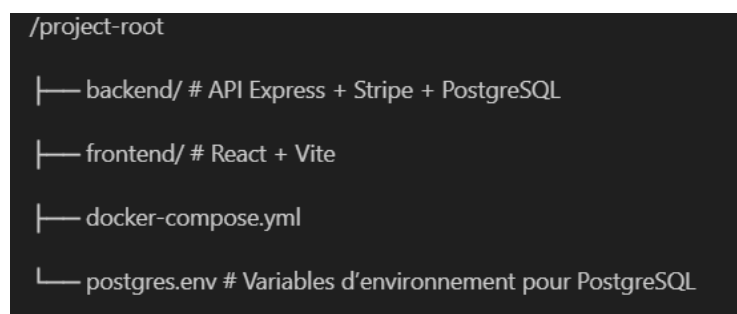 /project-root
├── backend/ # API Express + Stripe + PostgreSQL
├── frontend/ # React + Vite
├── docker-compose.yml
└── postgres.env # Variables d’environnement pour PostgreSQL